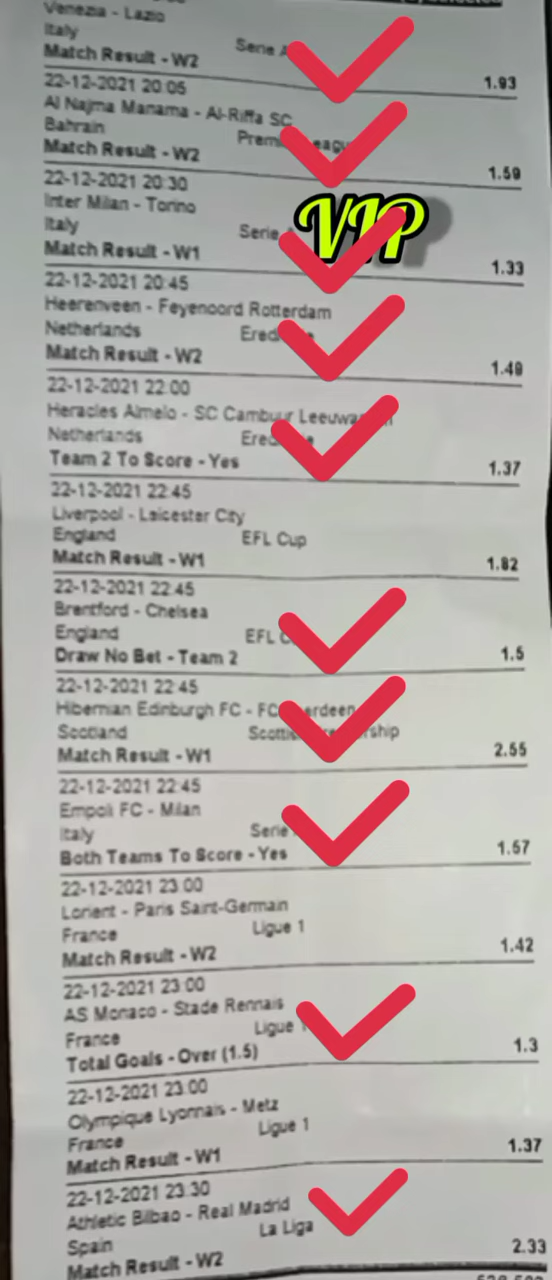 Venezia - Lazio
Italy Serie A
Match Result - W2 1.93
22-12-2021 20:05
Al Najma Manama - Al-Riffa SC
Bahrain
Match Result - W2 1.59
22-12-2021 20:30
VIP
Inter Milan - Torino
Italy Serie
Match Result - W1 1.33
22-12-2021 20:45
Heerenveen - Feyenoord Rotterdam
Netherlands
Match Result - W2 1.49
22-12-2021 22:00
Heracles Almelo - SC Cambuur
Netherlands
Team 2 To Score - Yes 1.37
22-12-2021 22:45
Liverpool - Leicester City
England EFL Cup
Match Result - W1 1.82
22-12-2021 22:45
Brentford - Chelsea
England EFL
Draw No Bet - Team 2 1.5
22-12-2021 22:45
Hibernian Edinburgh FC - FC
Scotland
Match Result - W1 2.55
22-12-2021 22:45
Empoli FC - Milan
Italy Serie
Both Teams To Score - Yes 1.57
22-12-2021 23:00
Lorient - Paris Saint-Germain
France Ligue 1
Match Result - W2 1.42
22-12-2021 23:00
AS Monaco - Stade Rennais
France Ligue
Total Goals - Over (1.5) 1.3
22-12-2021 23:00
Olympique Lyonnais - Metz
France Ligue 1
Match Result - W1 1.37
22-12-2021 23:30
Athletic Bilbao - Real Madrid
Spain La Liga
Match Result - W2 2.33